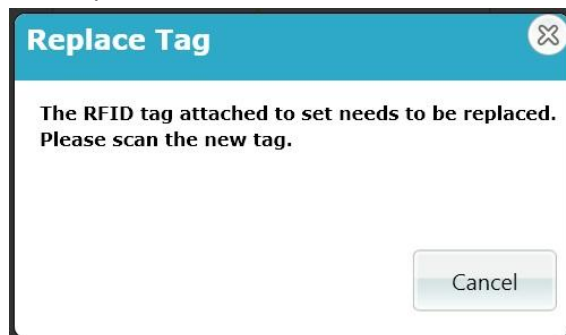 Replace Tag
The RFID tag attached to set needs to be replaced.
Please scan the new tag.
Cancel